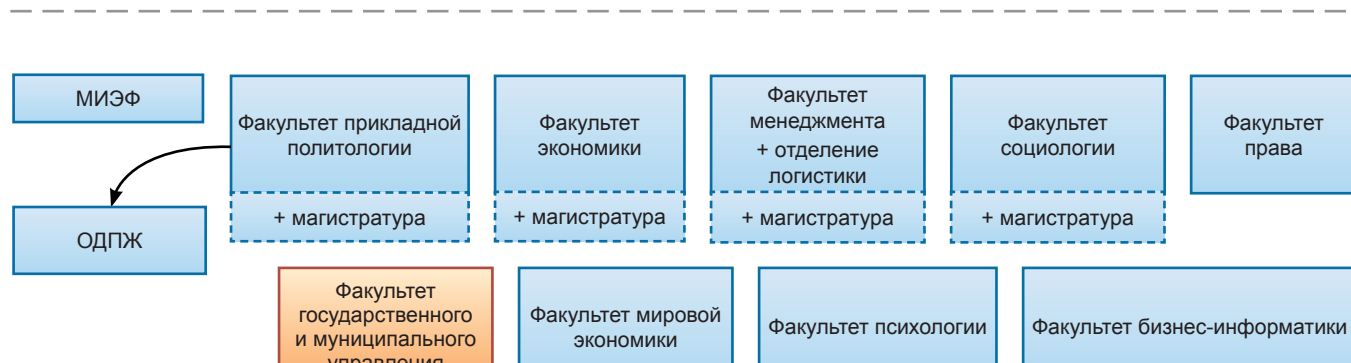 МИЭФ
Факультет прикладной
политологии
+ магистратура
Факультет
экономики
+ магистратура
Факультет
менеджмента
+ отделение
логистики
+ магистратура
Факультет
социологии
+ магистратура
Факультет
права
ОДПЖ
Факультет
государственного
и муниципального
управления
Факультет мировой
экономики
Факультет психологии
Факультет бизнес-информатики